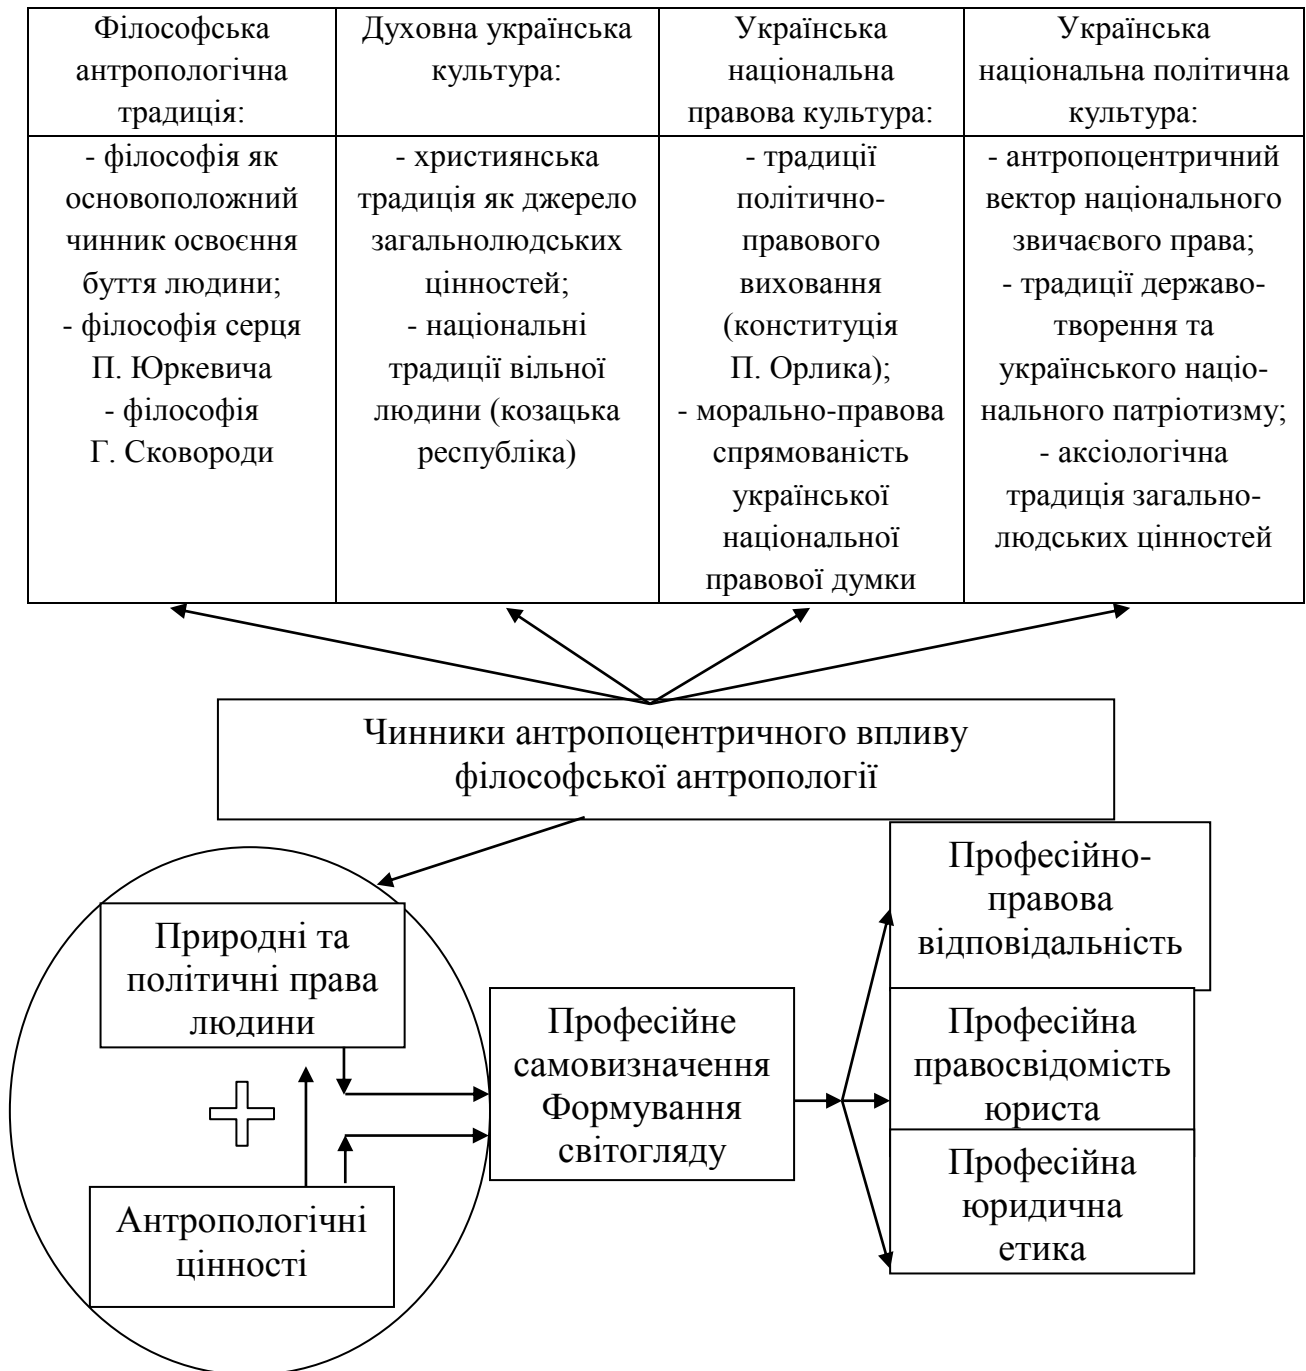 Філософська
антропологічна
традиція:
Духовна українська
культура:
Українська
національна
правова культура:
Українська
національна політична
культура:
- філософія як
основоположний
чинник освоєння
буття людини;
- філософія серця
П. Юркевича
- філософія
Г. Сковороди
- християнська
традиція як джерело
загальнолюдських
цінностей;
- національні
традиції вільної
людини (козацька
республіка)
- традиції
політично-
правового
виховання
(конституція
П. Орлика);
- морально-правова
спрямованість
української
національної
правової думки
- антропоцентричний
вектор національного
звичаєвого права;
- традиції державо-
творення та
українського націо-
нального патріотизму;
- аксіологічна
традиція загально-
людських цінностей
Чинники антропоцентричного впливу
філософської антропології
Природні та
політичні права
людини
Антропологічні
цінності
Професійне
самовизначення
Формування
світогляду
Професійно-
правова
відповідальність
Професійна
правосвідомість
юриста
Професійна
юридична
етика